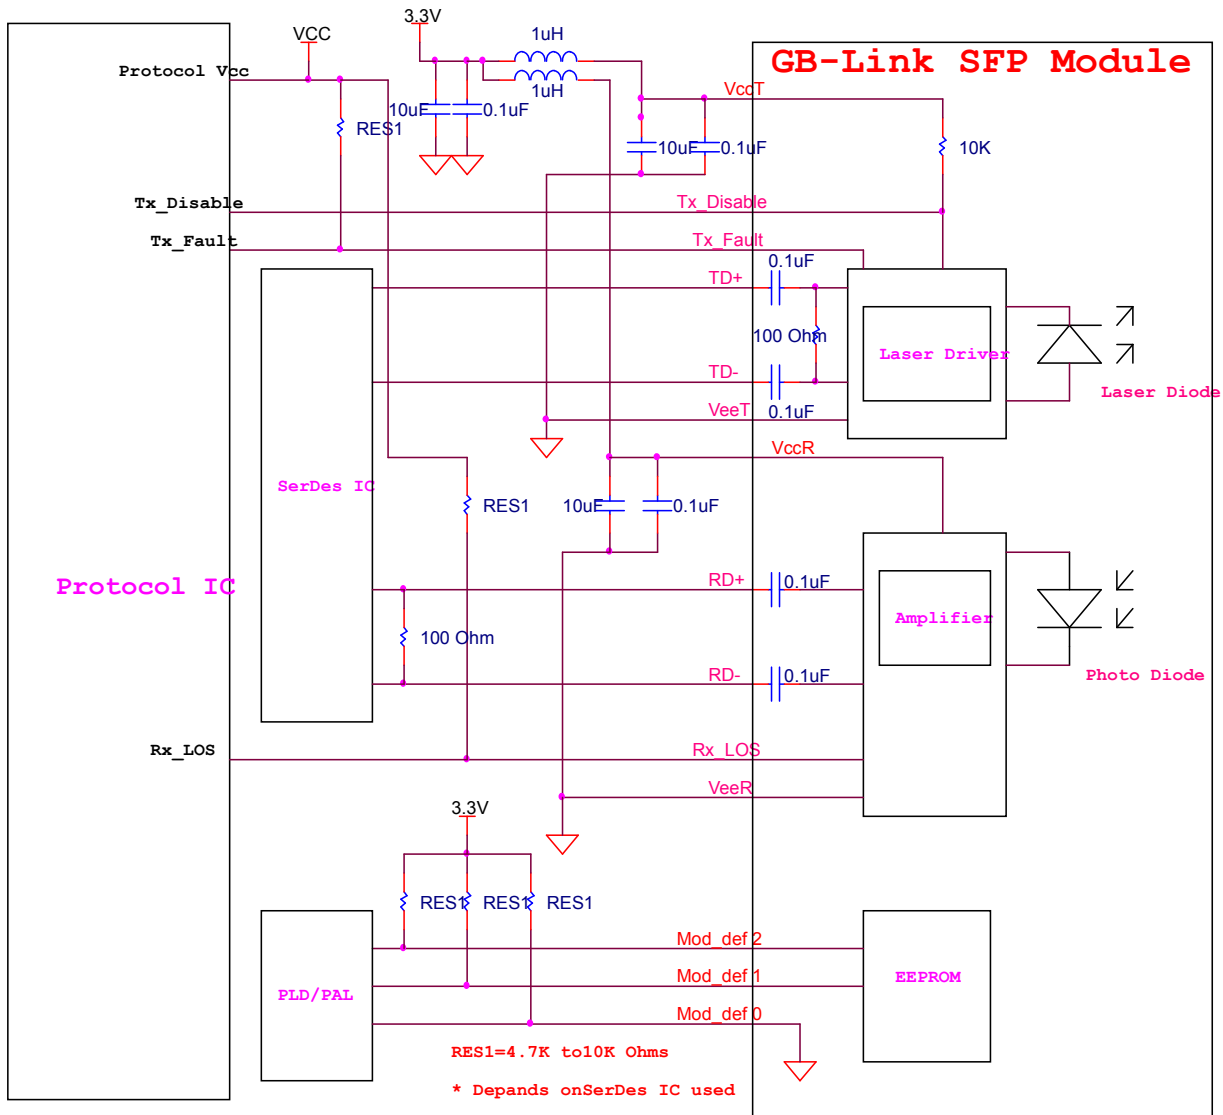 3.3V
VCC
1uH
GB-Link SFP Module
Protocol Vcc
1uH
VccT
10uF
0.1uF
RES1
10uF
0.1uF
10K
Tx_Disable
Tx_Disable
Tx_Fault
Tx_Fault
0.1uF
TD+
100 Ohm
Laser Driver
TD-
Laser Diode
VeeT
0.1uF
VccR
SerDes IC
RES1
10uF
0.1uF
Protocol IC
RD+
0.1uF
Amplifier
100 Ohm
RD-
0.1uF
Photo Diode
Rx_LOS
Rx_LOS
VeeR
3.3V
RES1
RES1
RES1
Mod_def 2
Mod_def 1
EEPROM
PLD/PAL
Mod_def 0
RES1=4.7K to10K Ohms
* Depands onSerDes IC used